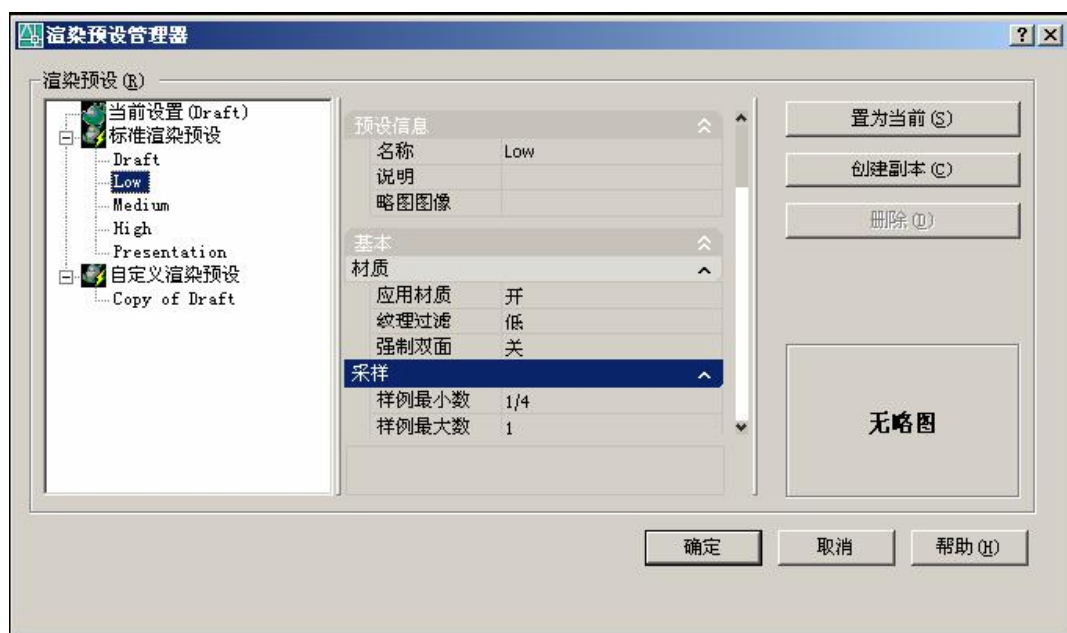 渲染预设管理器
渲染预设(R)
当前设置(Draft)
标准渲染预设
Draft
Low
Medium
High
Presentation
自定义渲染预设
Copy of Draft
预设信息
名称 Low
说明
略图图像
基本
材质
应用材质 开
纹理过滤 低
强制双面 关
采样
样例最小数 1/4
样例最大数 1
置为当前(S)
创建副本(C)
删除(D)
无略图
确定
取消
帮助(H)